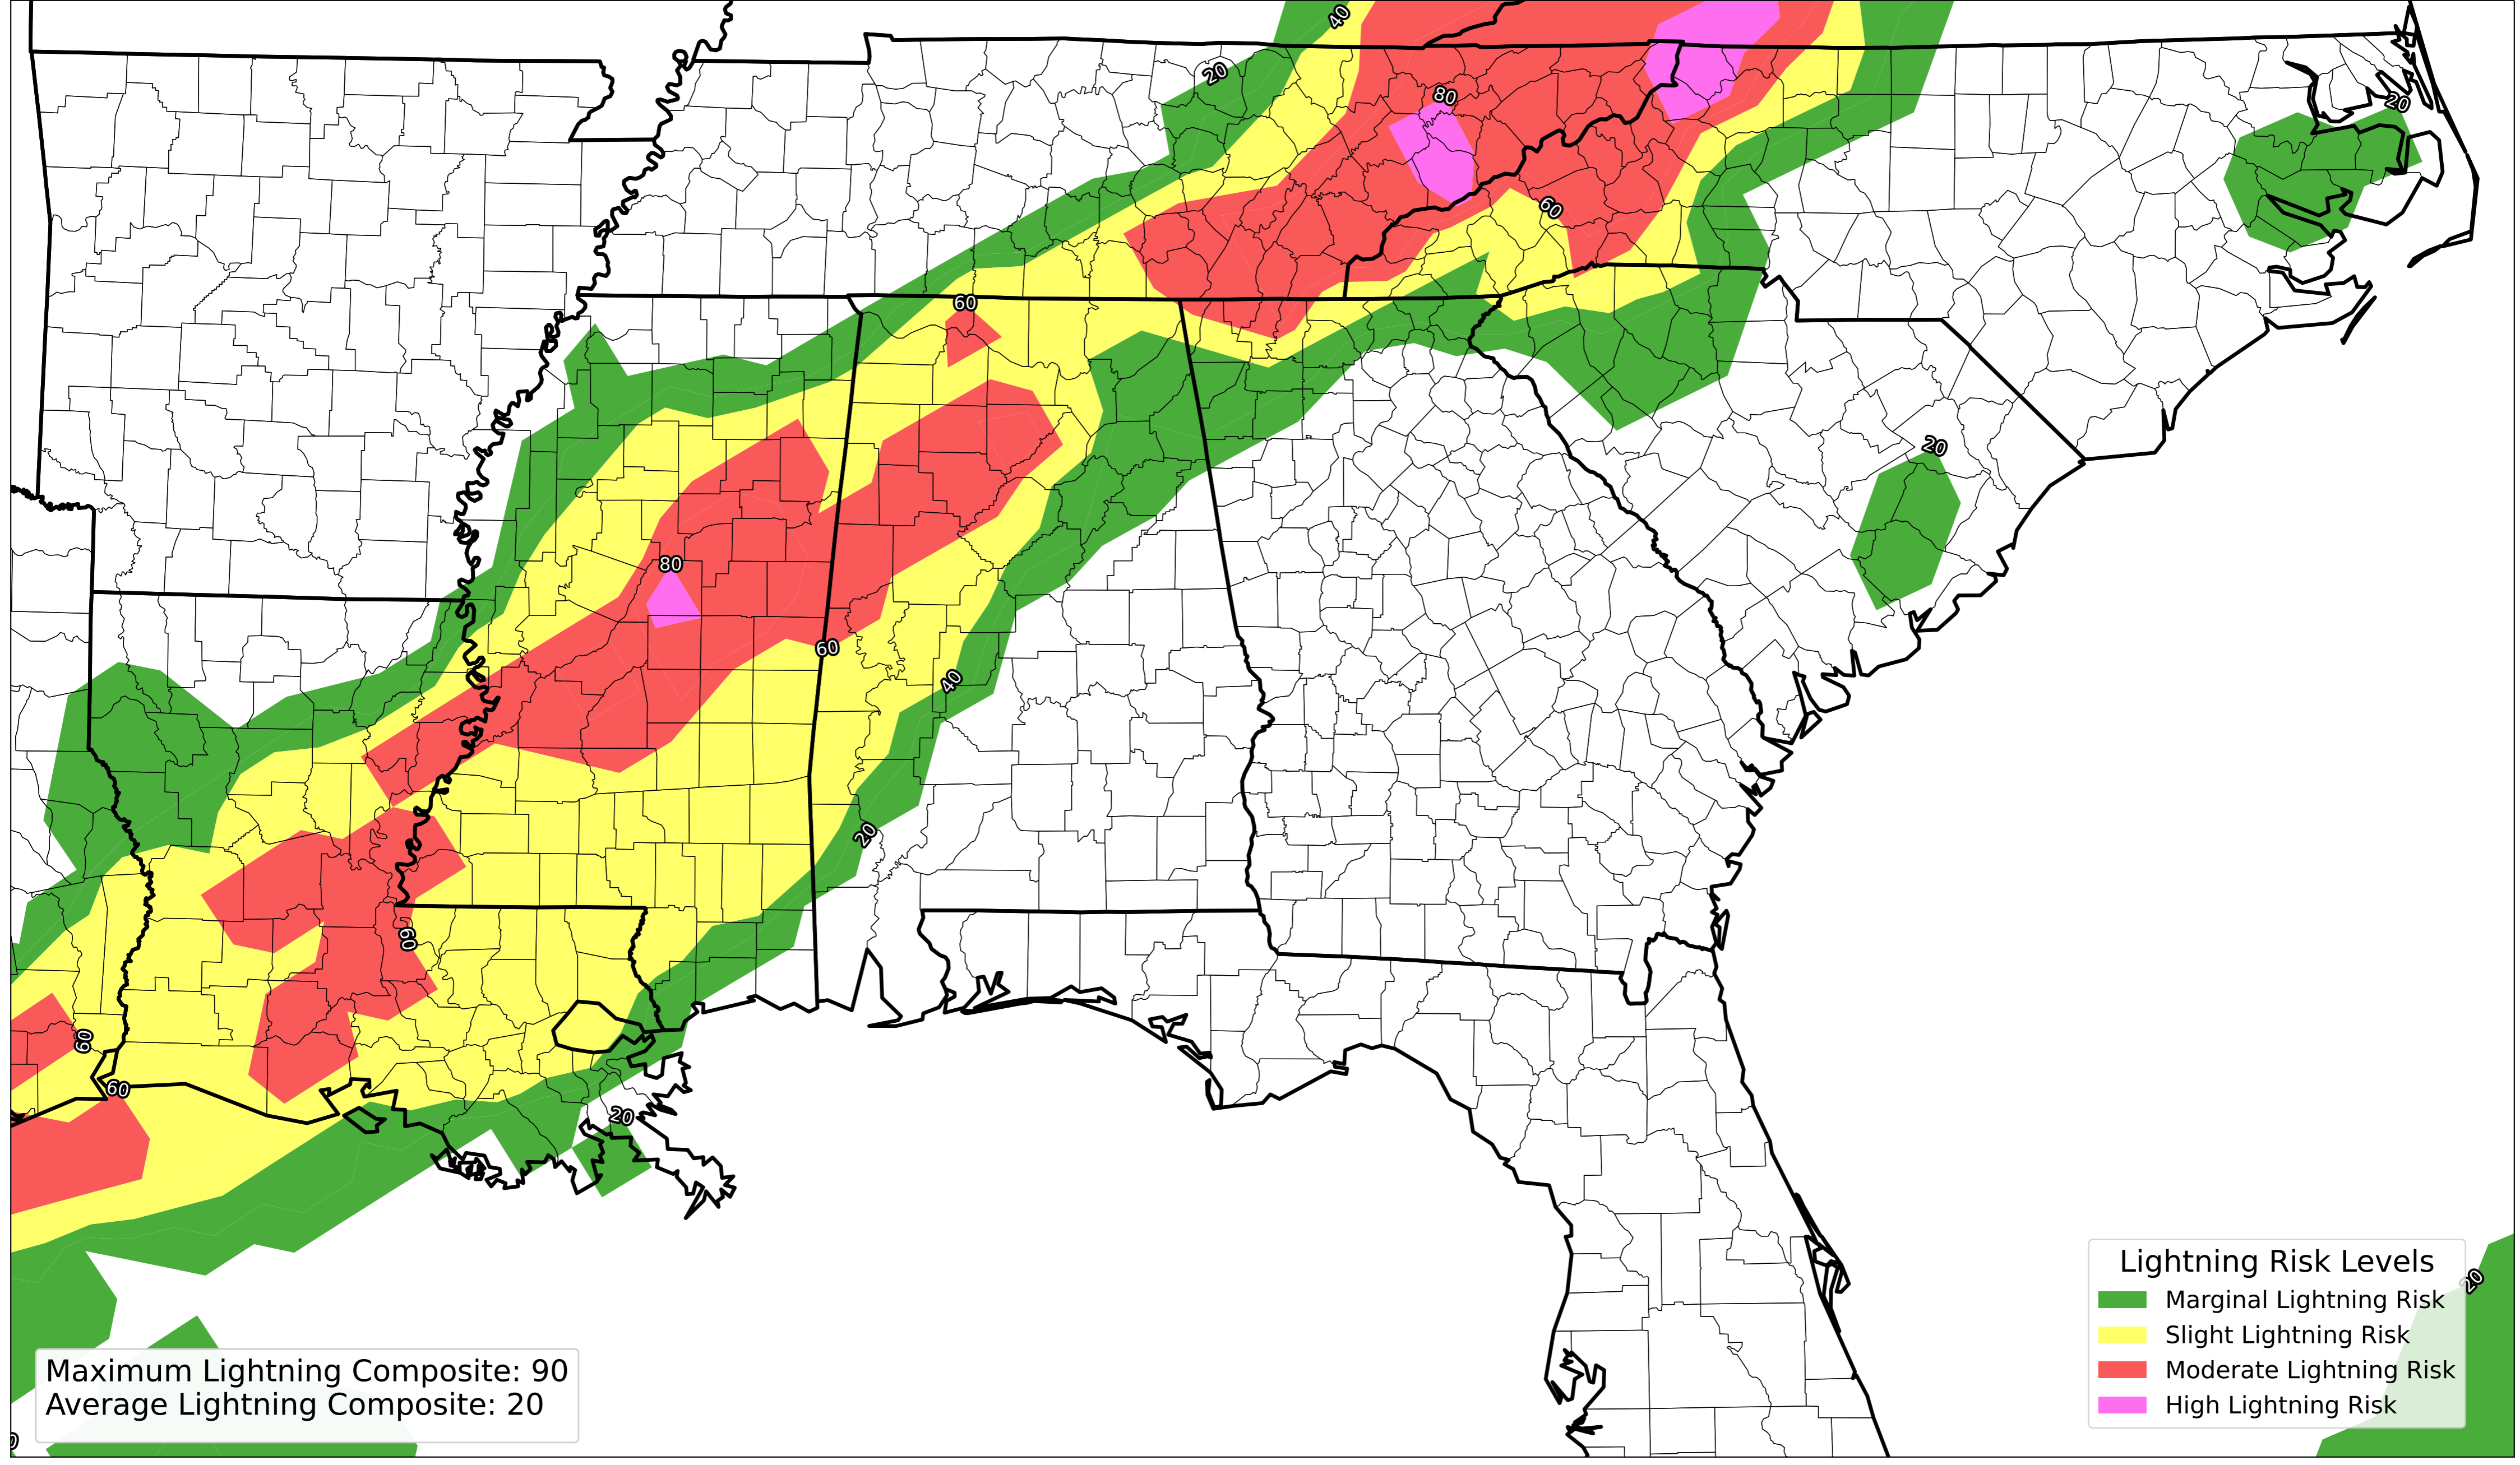 40
20
80
20
60
60
20
80
60
40
20
60
60
60
20
20
Lightning Risk Levels
Marginal Lightning Risk
Slight Lightning Risk
Moderate Lightning Risk
High Lightning Risk
Maximum Lightning Composite: 90
Average Lightning Composite: 20